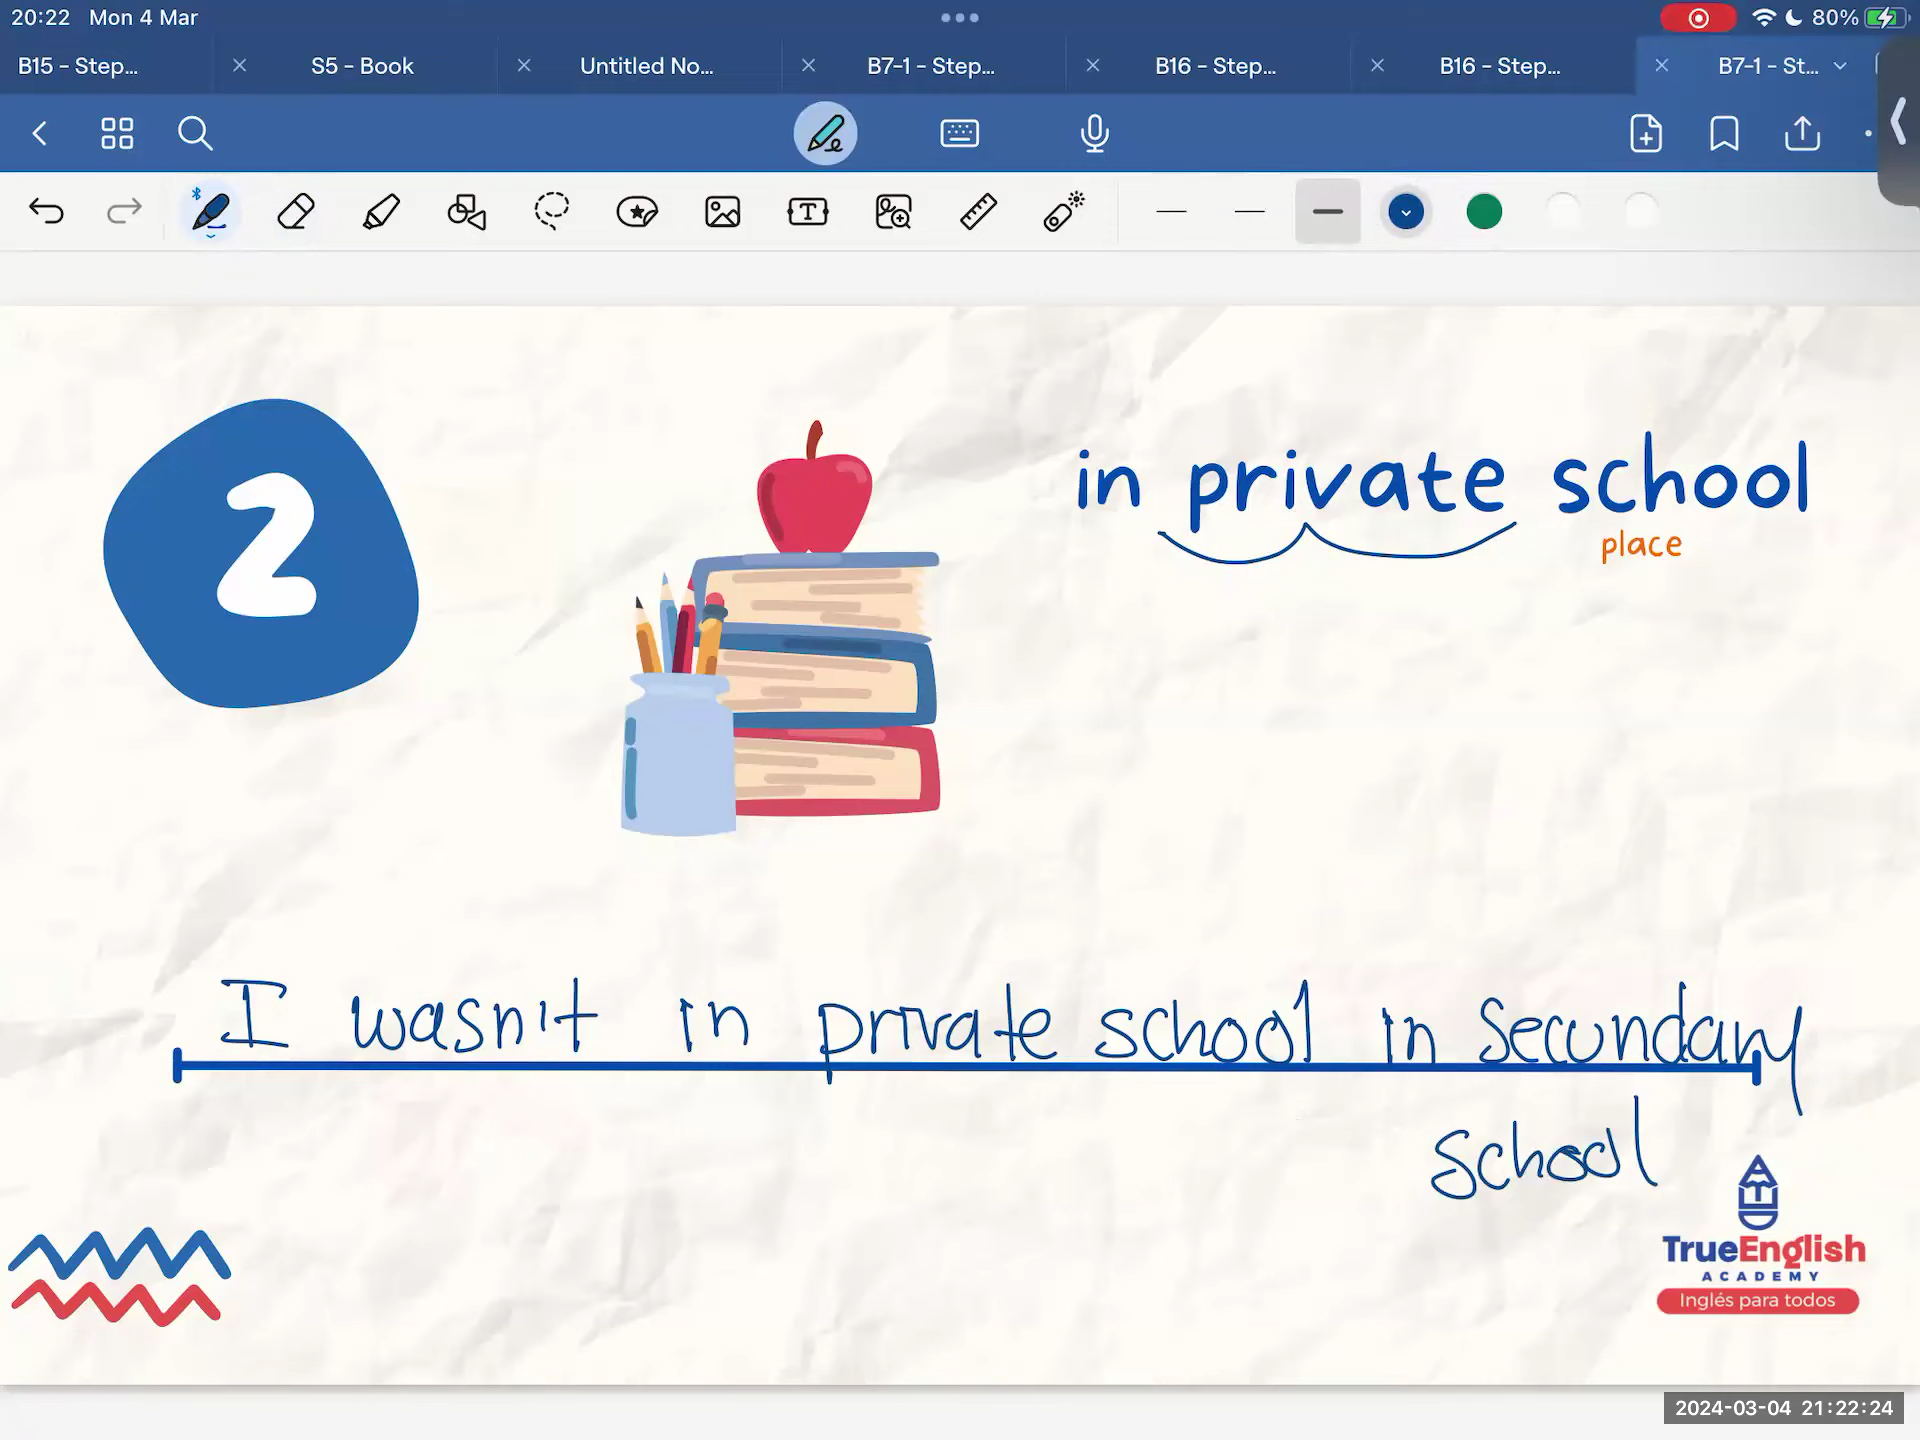 20:22 Mon 4 Mar
80%
B15 - Step...
S5 - Book
Untitled No...
B7-1 - Step...
B16 - Step...
B16 - Step...
B7-1 - St...
2
in private school
place
I wasn't in private school in Secundary
school
TrueEnglish
ACADEMY
Inglés para todos
2024-03-04 21:22:24